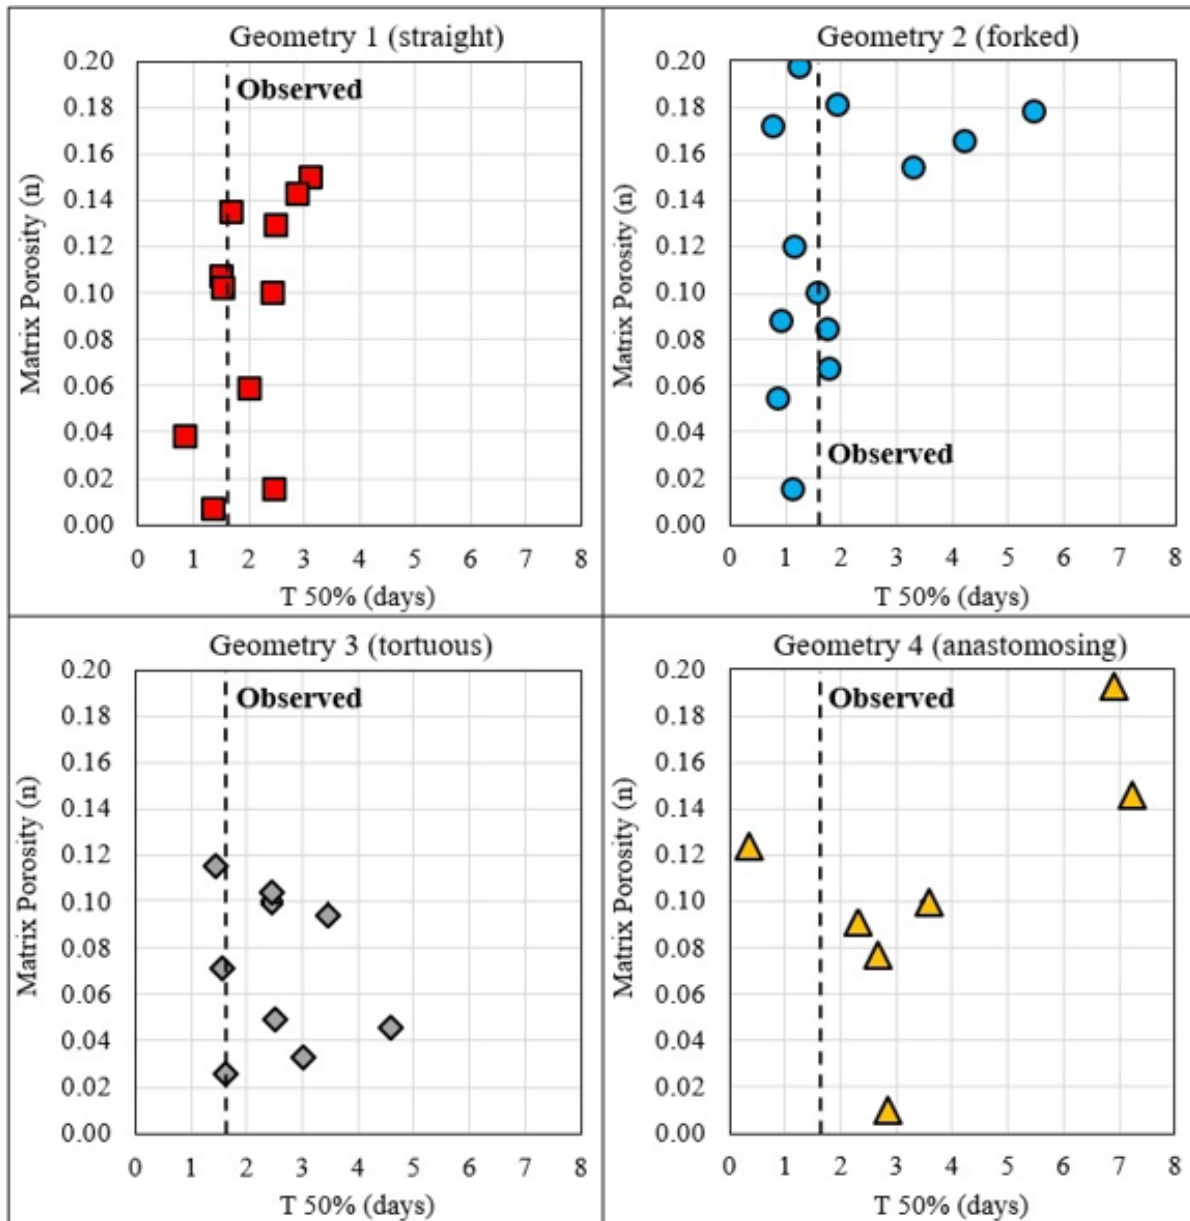 Geometry 1 (straight)
0.20
0.18
0.16
0.14
0.12
0.10
0.08
0.06
0.04
0.02
0.00
Matrix Porosity (n)
Observed
0 1 2 3 4 5 6 7 8
T 50% (days)
Geometry 2 (forked)
0.20
0.18
0.16
0.14
0.12
0.10
0.08
0.06
0.04
0.02
0.00
Matrix Porosity (n)
Observed
0 1 2 3 4 5 6 7 8
T 50% (days)
Geometry 3 (tortuous)
0.20
0.18
0.16
0.14
0.12
0.10
0.08
0.06
0.04
0.02
0.00
Matrix Porosity (n)
Observed
0 1 2 3 4 5 6 7 8
T 50% (days)
Geometry 4 (anastomosing)
0.20
0.18
0.16
0.14
0.12
0.10
0.08
0.06
0.04
0.02
0.00
Matrix Porosity (n)
Observed
0 1 2 3 4 5 6 7 8
T 50% (days)